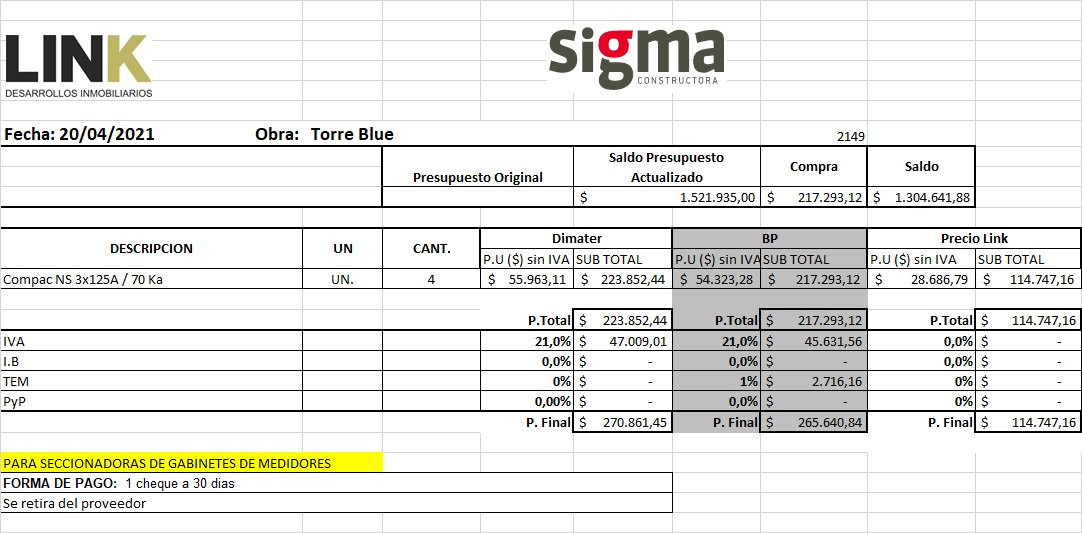 LINK
DESARROLLOS INMOBILIARIOS
sigma
CONSTRUCTORA
Fecha: 20/04/2021 Obra: Torre Blue 2149
Presupuesto Original Saldo Presupuesto Actualizado Compra Saldo
$ 1.521.935,00 $ 217.293,12 $ 1.304.641,88
DESCRIPCION UN CANT. Dimater BP Precio Link
P.U ($) sin IVA SUB TOTAL P.U ($) sin IVA SUB TOTAL P.U ($) sin IVA SUB TOTAL
Compac NS 3x125A / 70 Ka UN. 4 $ 55.963,11 $ 223.852,44 $ 54.323,28 $ 217.293,12 $ 28.686,79 $ 114.747,16
P.Total $ 223.852,44 P.Total $ 217.293,12 P.Total $ 114.747,16
IVA 21,0% $ 47.009,01 21,0% $ 45.631,56 0,0% $ -
I.B 0,0% $ - 0,0% $ - 0,0% $ -
TEM 0% $ - 1% $ 2.716,16 0% $ -
PyP 0,00% $ - 0,0% $ - 0% $ -
P. Final $ 270.861,45 P. Final $ 265.640,84 P. Final $ 114.747,16
PARA SECCIONADORAS DE GABINETES DE MEDIDORES
FORMA DE PAGO: 1 cheque a 30 dias
Se retira del proveedor